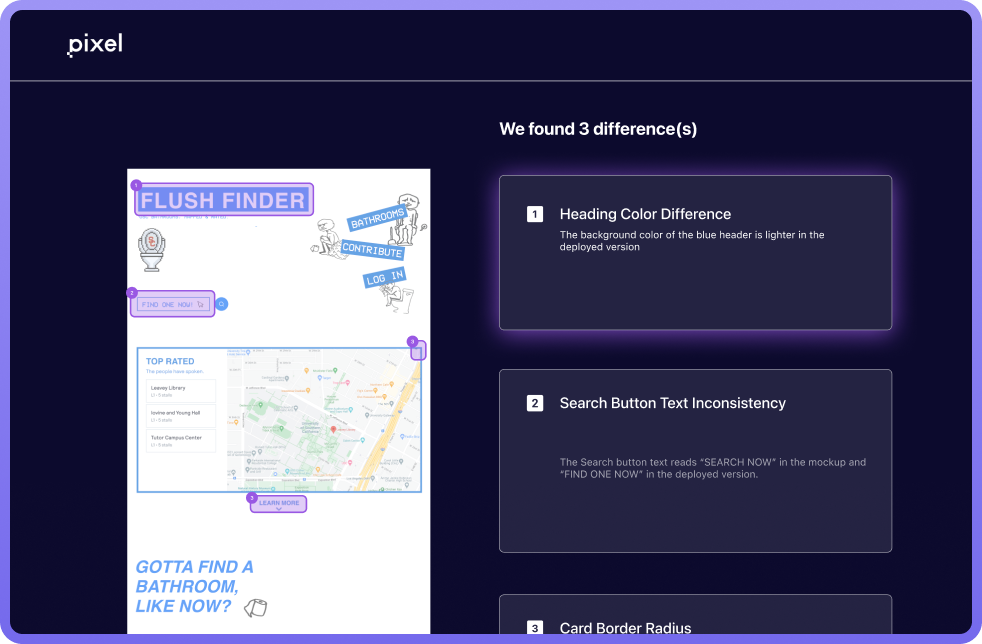 pixel
We found 3 difference(s)
1
FLUSH FINDER
BATHROOMS
CONTRIBUTE
LOG IN
2
FIND ONE NOW!
3
TOP RATED
The people have spoken.
Leavey Library
Iovine and Young Hall
Tutor Campus Center
3
LEARN MORE
GOTTA FIND A
BATHROOM,
LIKE NOW?
1
Heading Color Difference
The background color of the blue header is lighter in the
deployed version
2
Search Button Text Inconsistency
The Search button text reads “SEARCH NOW” in the mockup and
“FIND ONE NOW” in the deployed version.
3
Card Border Radius